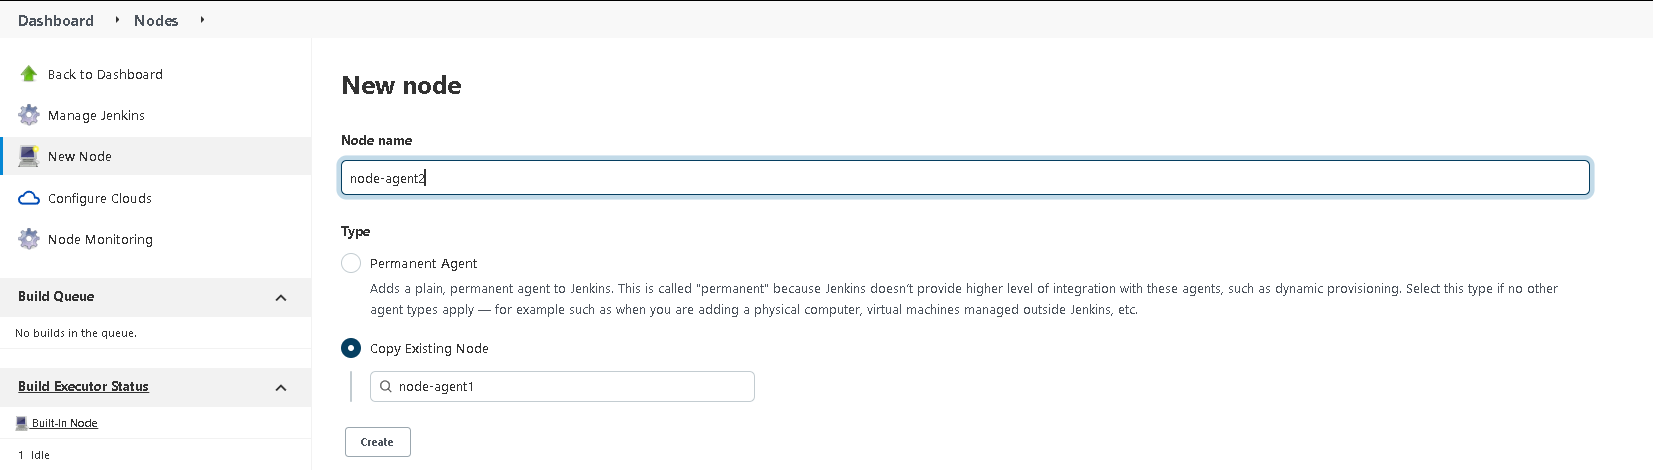 Dashboard
Nodes
Back to Dashboard
Manage Jenkins
New Node
Configure Clouds
Node Monitoring
Build Queue
No builds in the queue.
Build Executor Status
Built-In Node
1 Idle
New node
Node name
node-agent2
Type
Permanent Agent
Adds a plain, permanent agent to Jenkins. This is called "permanent" because Jenkins doesn't provide higher level of integration with these agents, such as dynamic provisioning. Select this type if no other
agent types apply — for example such as when you are adding a physical computer, virtual machines managed outside Jenkins, etc.
Copy Existing Node
node-agent1
Create